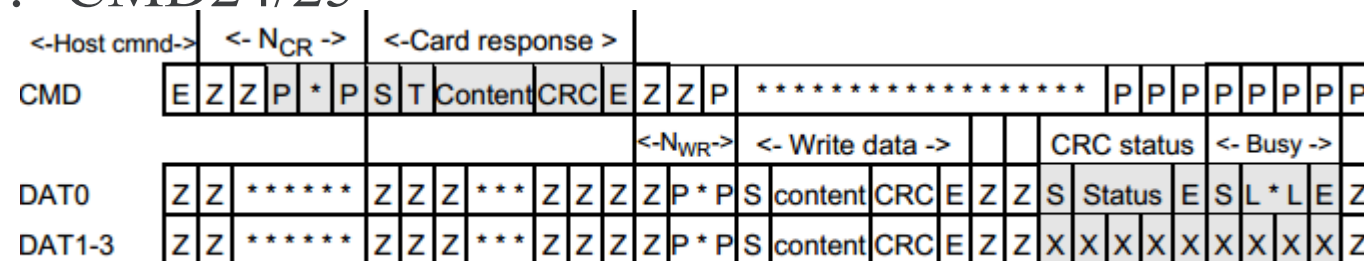 CMD24/25
<-Host cmnd-> <- NCR -> <-Card response >
CMD E Z Z P * P S T Content CRC E Z Z P * * * * * * * * * * * * * * * * * * P P P P P P P P
<-NWR-> <- Write data -> CRC status <- Busy ->
DAT0 Z Z * * * * * * Z Z Z * * * Z Z Z Z P * P S content CRC E Z Z S Status E S L * L E Z
DAT1-3 Z Z * * * * * * Z Z Z * * * Z Z Z Z P * P S content CRC E Z Z X X X X X X X X X Z